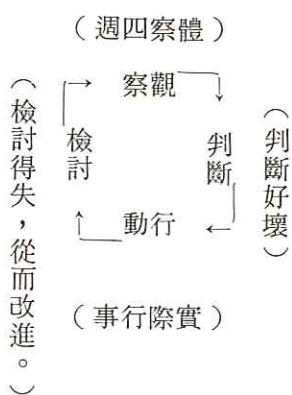 （體察四週）
觀察
判斷
（判斷好壞）
行動
（實際行事）
檢討
（檢討得失，從而改進。）